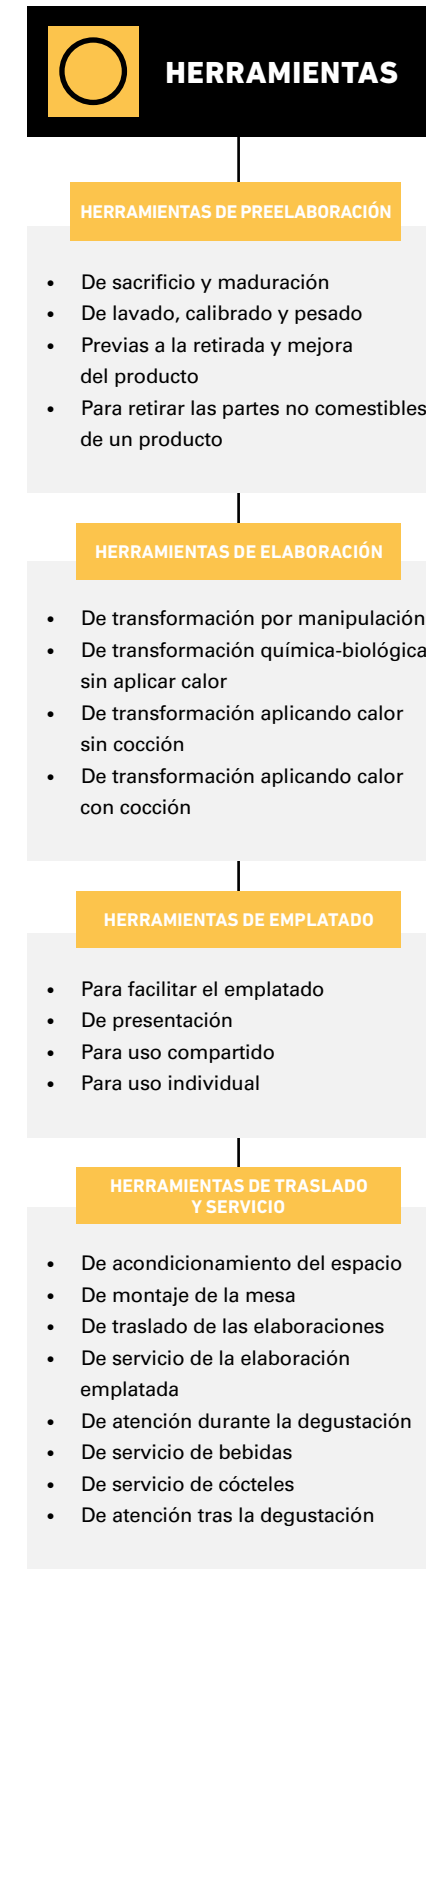 HERRAMIENTAS
HERRAMIENTAS DE PREELABORACIÓN
• De sacrificio y maduración
• De lavado, calibrado y pesado
• Previas a la retirada y mejora
del producto
• Para retirar las partes no comestibles
de un producto
HERRAMIENTAS DE ELABORACIÓN
• De transformación por manipulación
• De transformación química-biológica
sin aplicar calor
• De transformación aplicando calor
sin cocción
• De transformación aplicando calor
con cocción
HERRAMIENTAS DE EMPLATADO
• Para facilitar el emplatado
• De presentación
• Para uso compartido
• Para uso individual
HERRAMIENTAS DE TRASLADO
Y SERVICIO
• De acondicionamiento del espacio
• De montaje de la mesa
• De traslado de las elaboraciones
• De servicio de la elaboración
emplatada
• De atención durante la degustación
• De servicio de bebidas
• De servicio de cócteles
• De atención tras la degustación